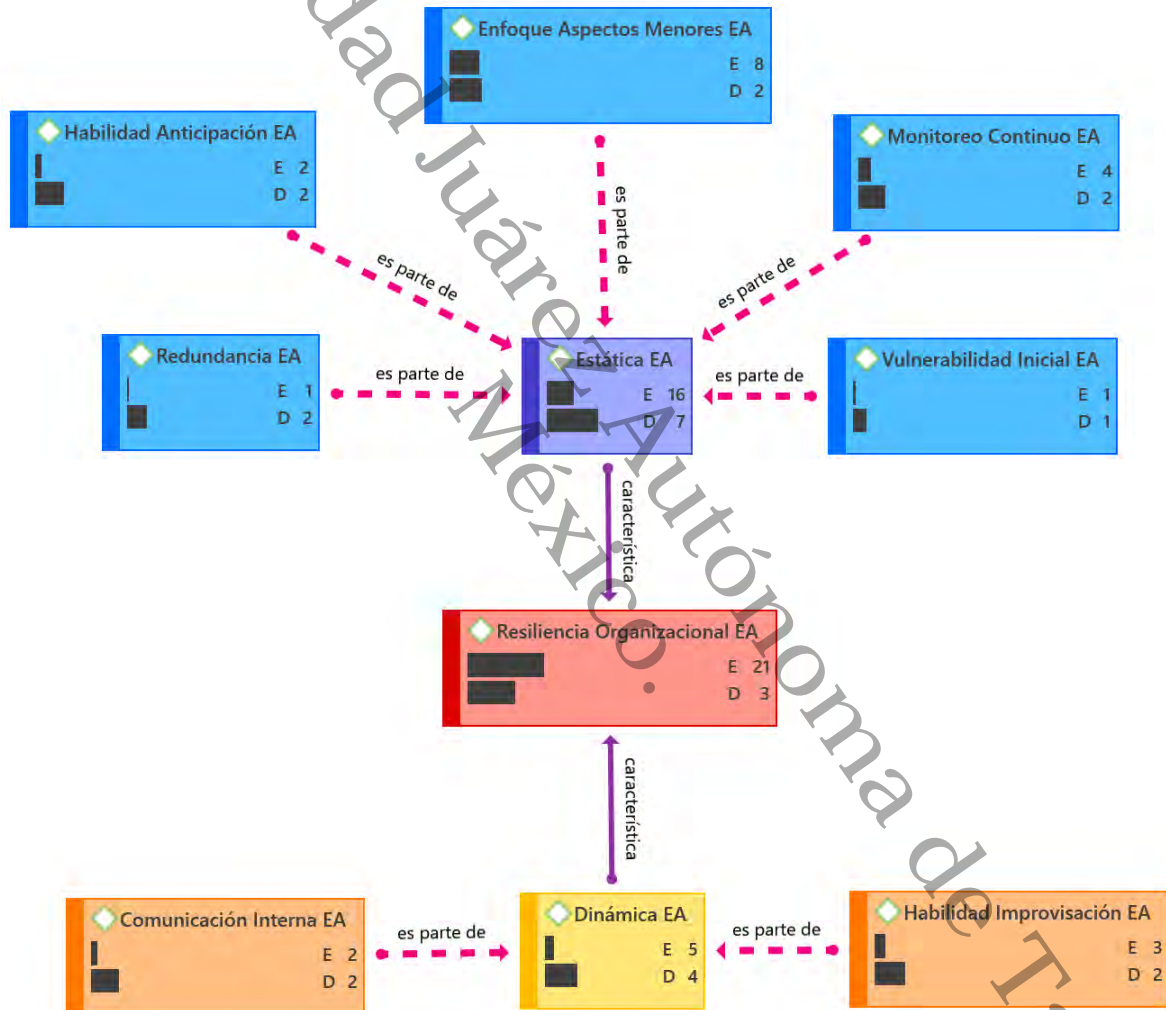 Enfoque Aspectos Menores EA
E 8
D 2
Habilidad Anticipación EA
E 2
D 2
Monitoreo Continuo EA
E 4
D 2
es parte de
es parte de
es parte de
Redundancia EA
E 1
D 2
es parte de
Estática EA
E 16
D 7
es parte de
Vulnerabilidad Inicial EA
E 1
D 1
característica
Resiliencia Organizacional EA
E 21
D 3
característica
Comunicación Interna EA
E 2
D 2
es parte de
Dinámica EA
E 5
D 4
es parte de
Habilidad Improvisación EA
E 3
D 2
Juárez Autónoma de
México.